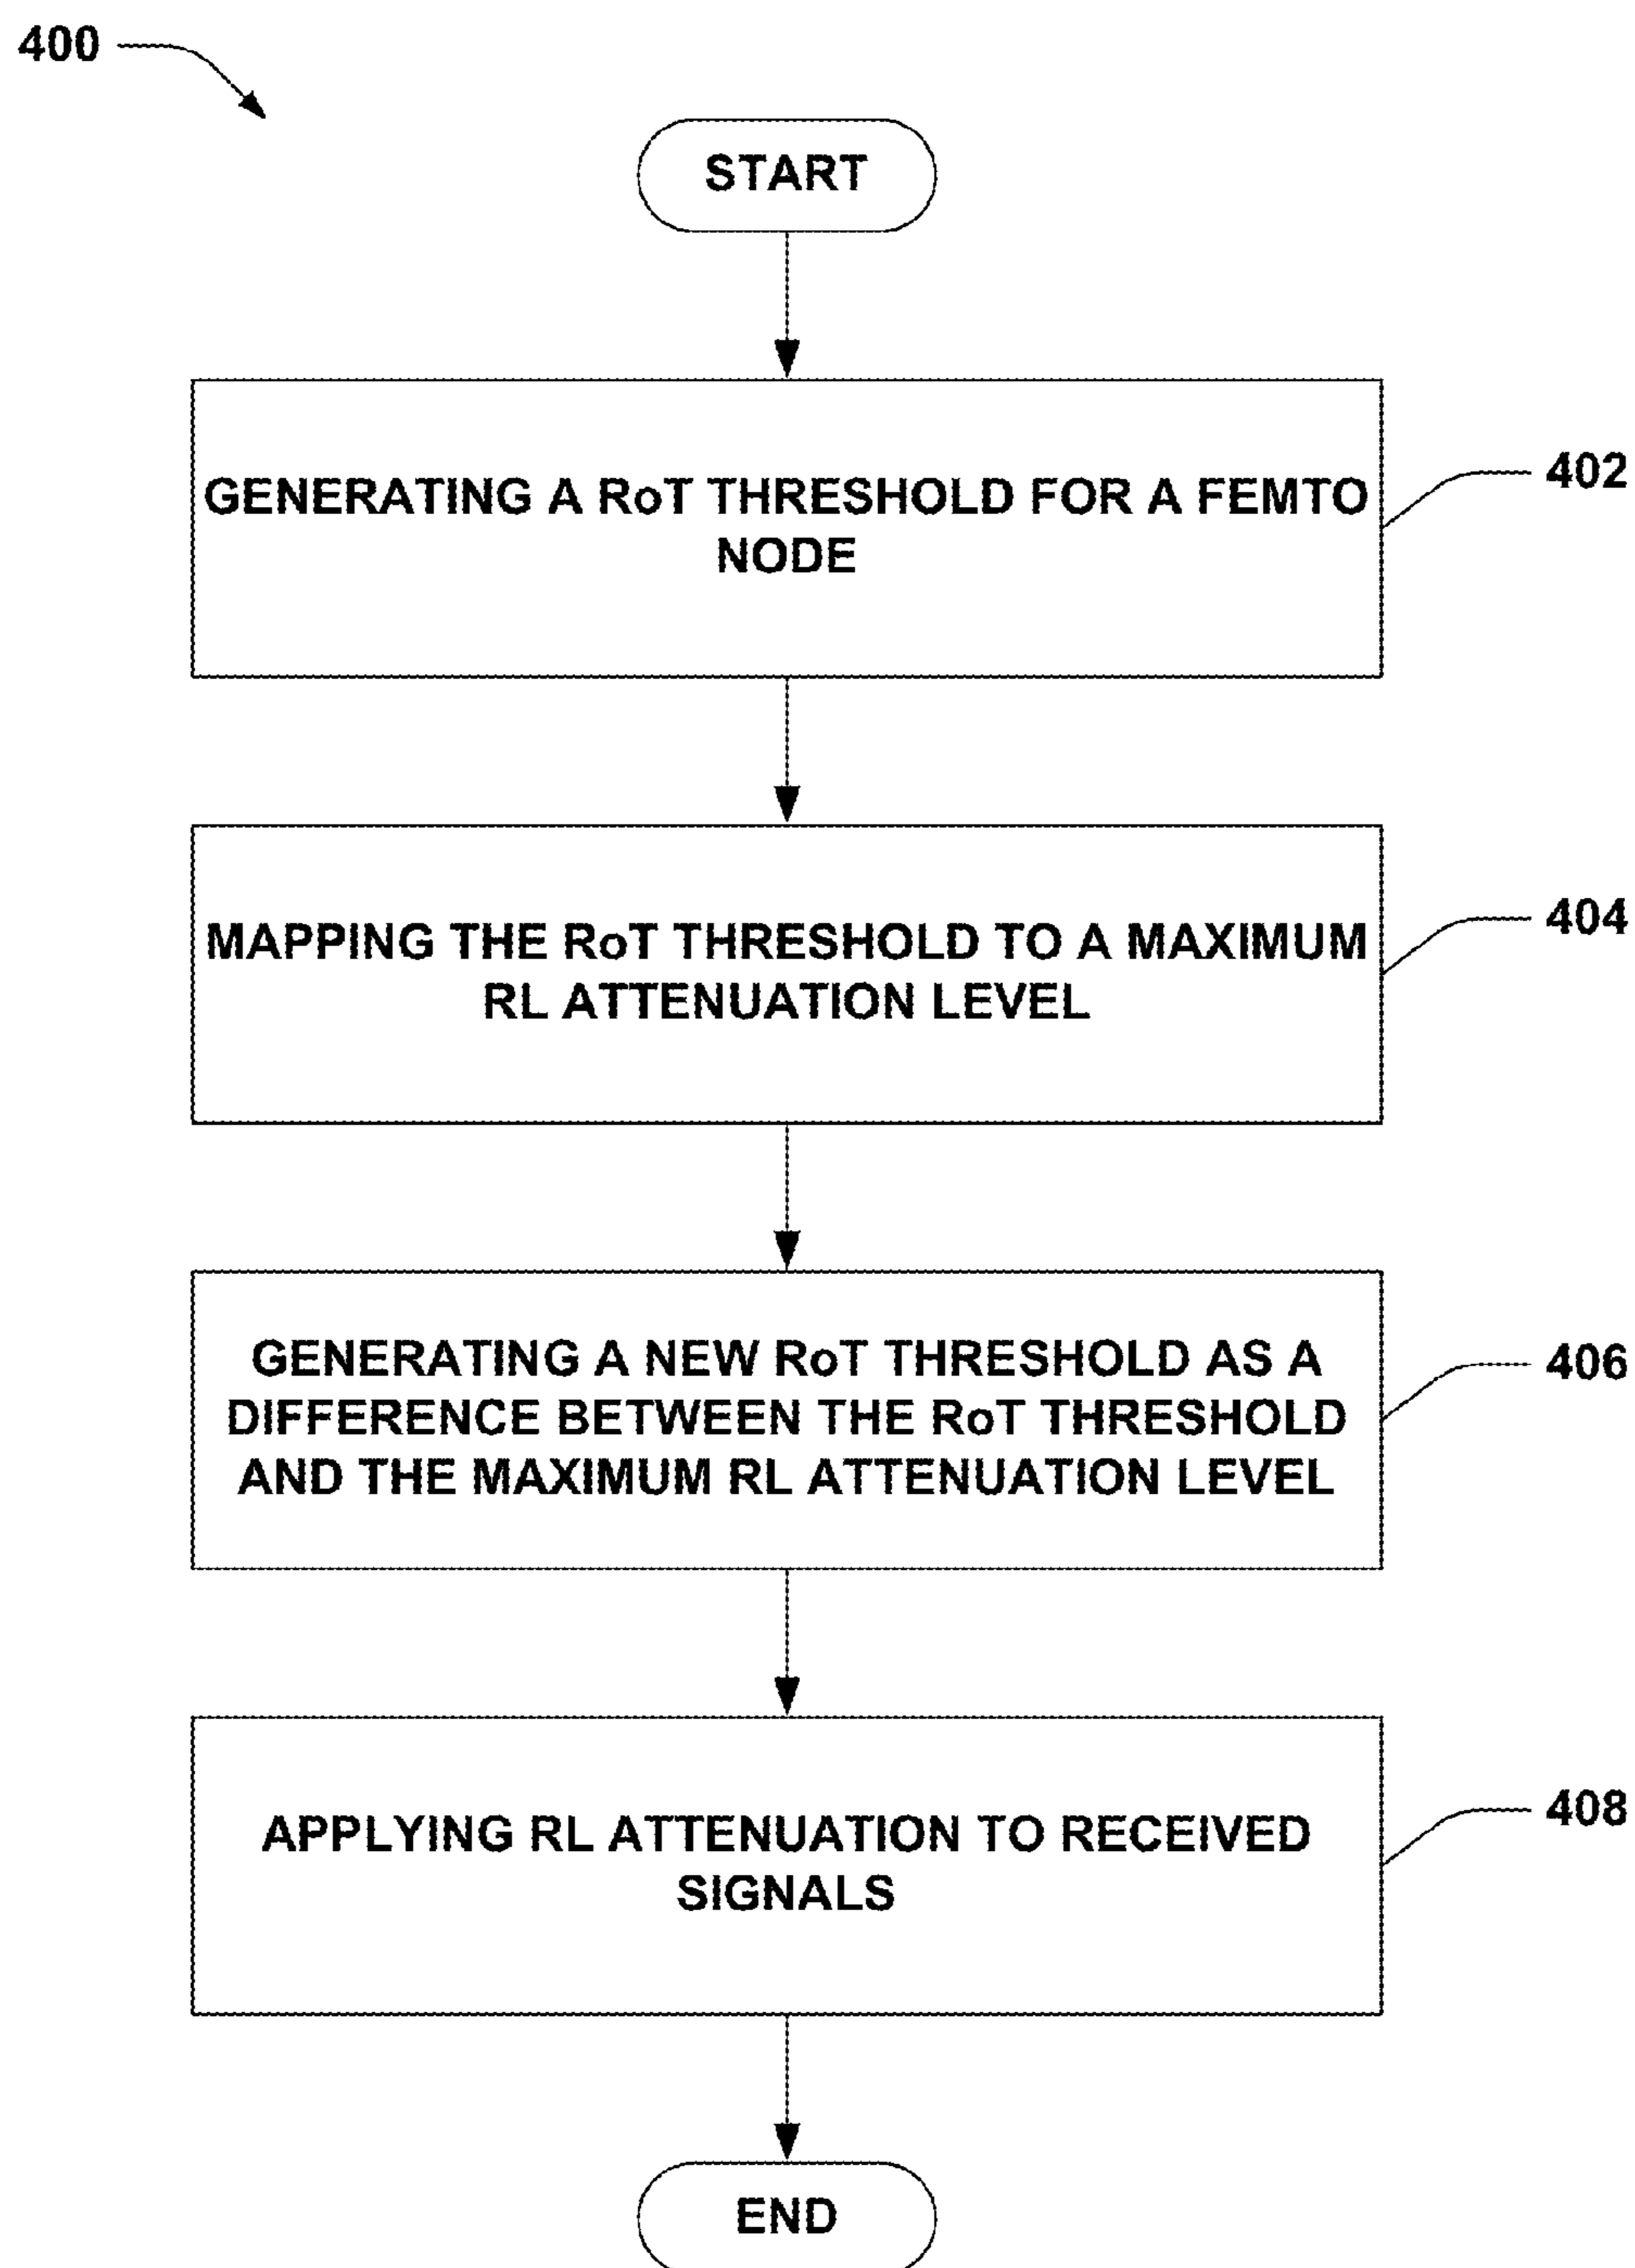 400
START
GENERATING A RoT THRESHOLD FOR A FEMTO
NODE
402
MAPPING THE RoT THRESHOLD TO A MAXIMUM
RL ATTENUATION LEVEL
404
GENERATING A NEW RoT THRESHOLD AS A
DIFFERENCE BETWEEN THE RoT THRESHOLD
AND THE MAXIMUM RL ATTENUATION LEVEL
406
APPLYING RL ATTENUATION TO RECEIVED
SIGNALS
408
END